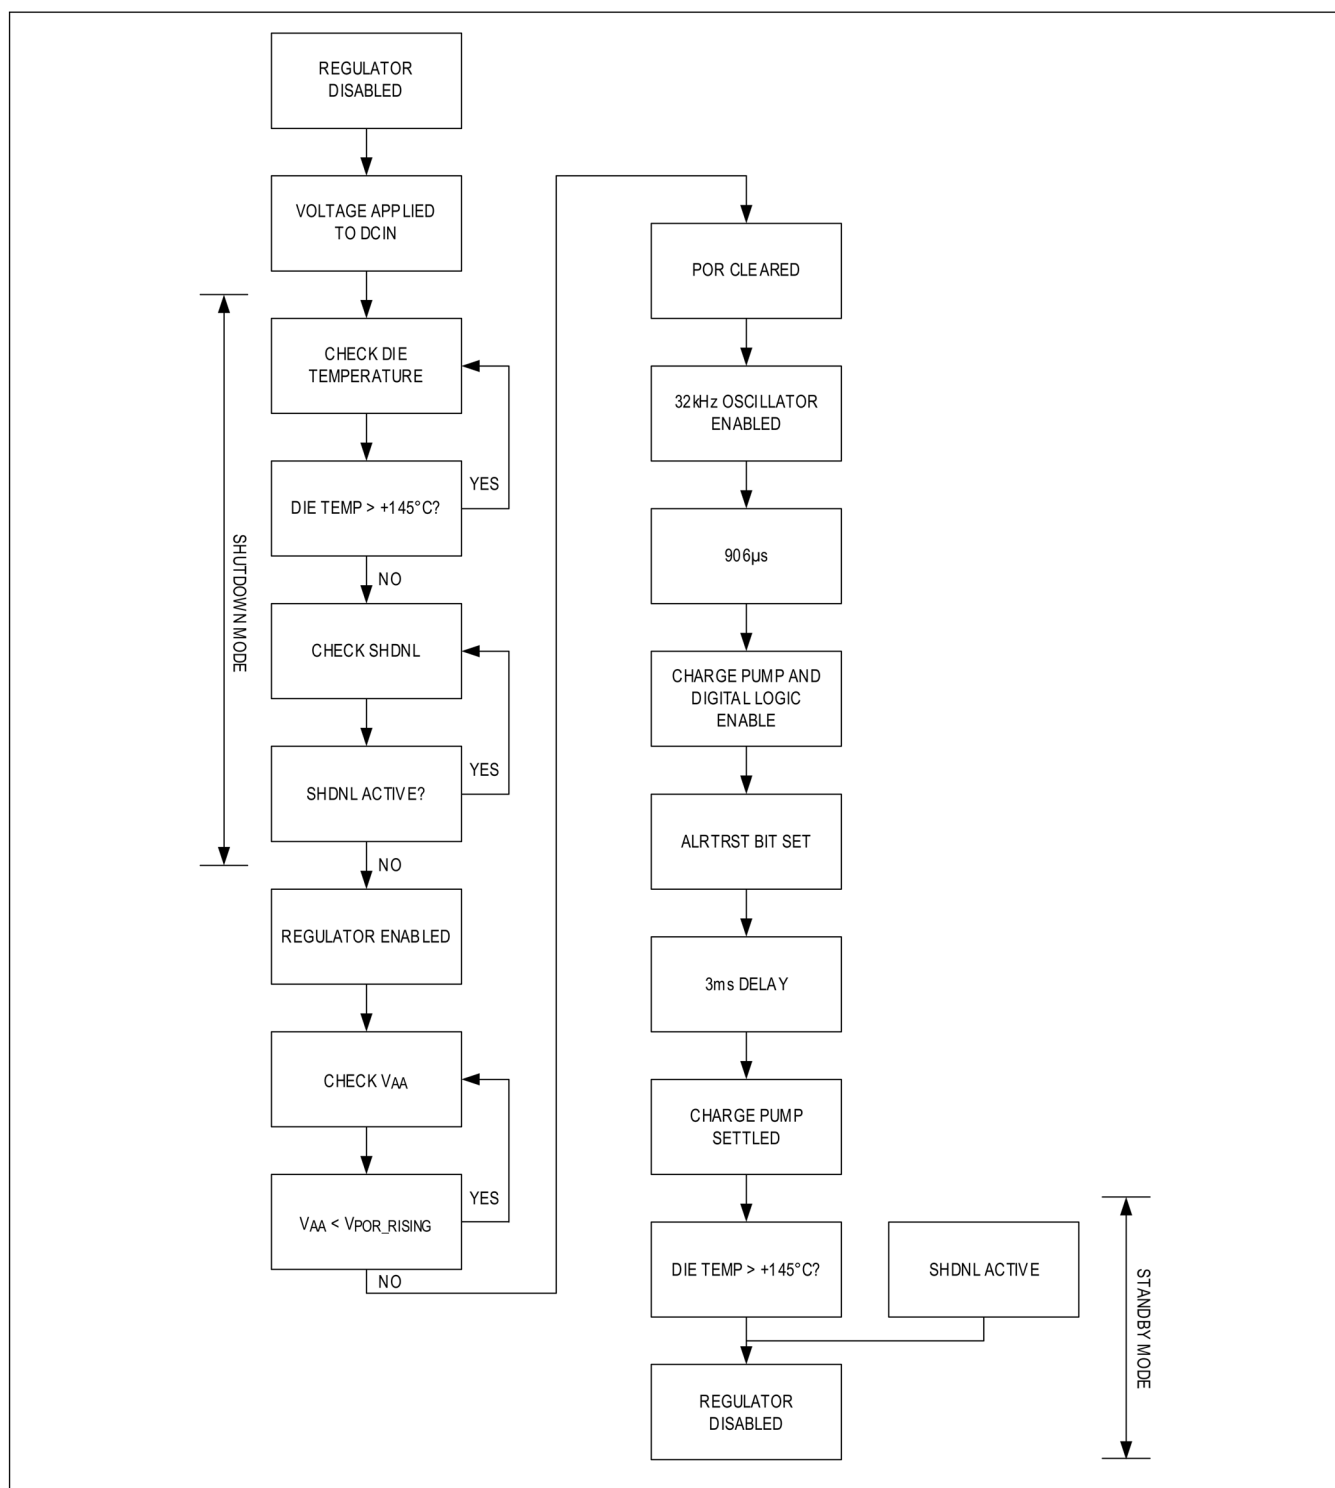 REGULATOR
DISABLED
VOLTAGE APPLIED
TO DCIN
CHECK DIE
TEMPERATURE
YES
DIE TEMP > +145°C?
NO
CHECK SHDNL
YES
SHDNL ACTIVE?
NO
REGULATOR ENABLED
CHECK VAA
YES
VAA < VPOR_RISING
NO
SHUTDOWN MODE
POR CLEARED
32kHz OSCILLATOR
ENABLED
906µs
CHARGE PUMP AND
DIGITAL LOGIC
ENABLE
ALRTRST BIT SET
3ms DELAY
CHARGE PUMP
SETTLED
DIE TEMP > +145°C?
SHDNL ACTIVE
REGULATOR
DISABLED
STANDBY MODE